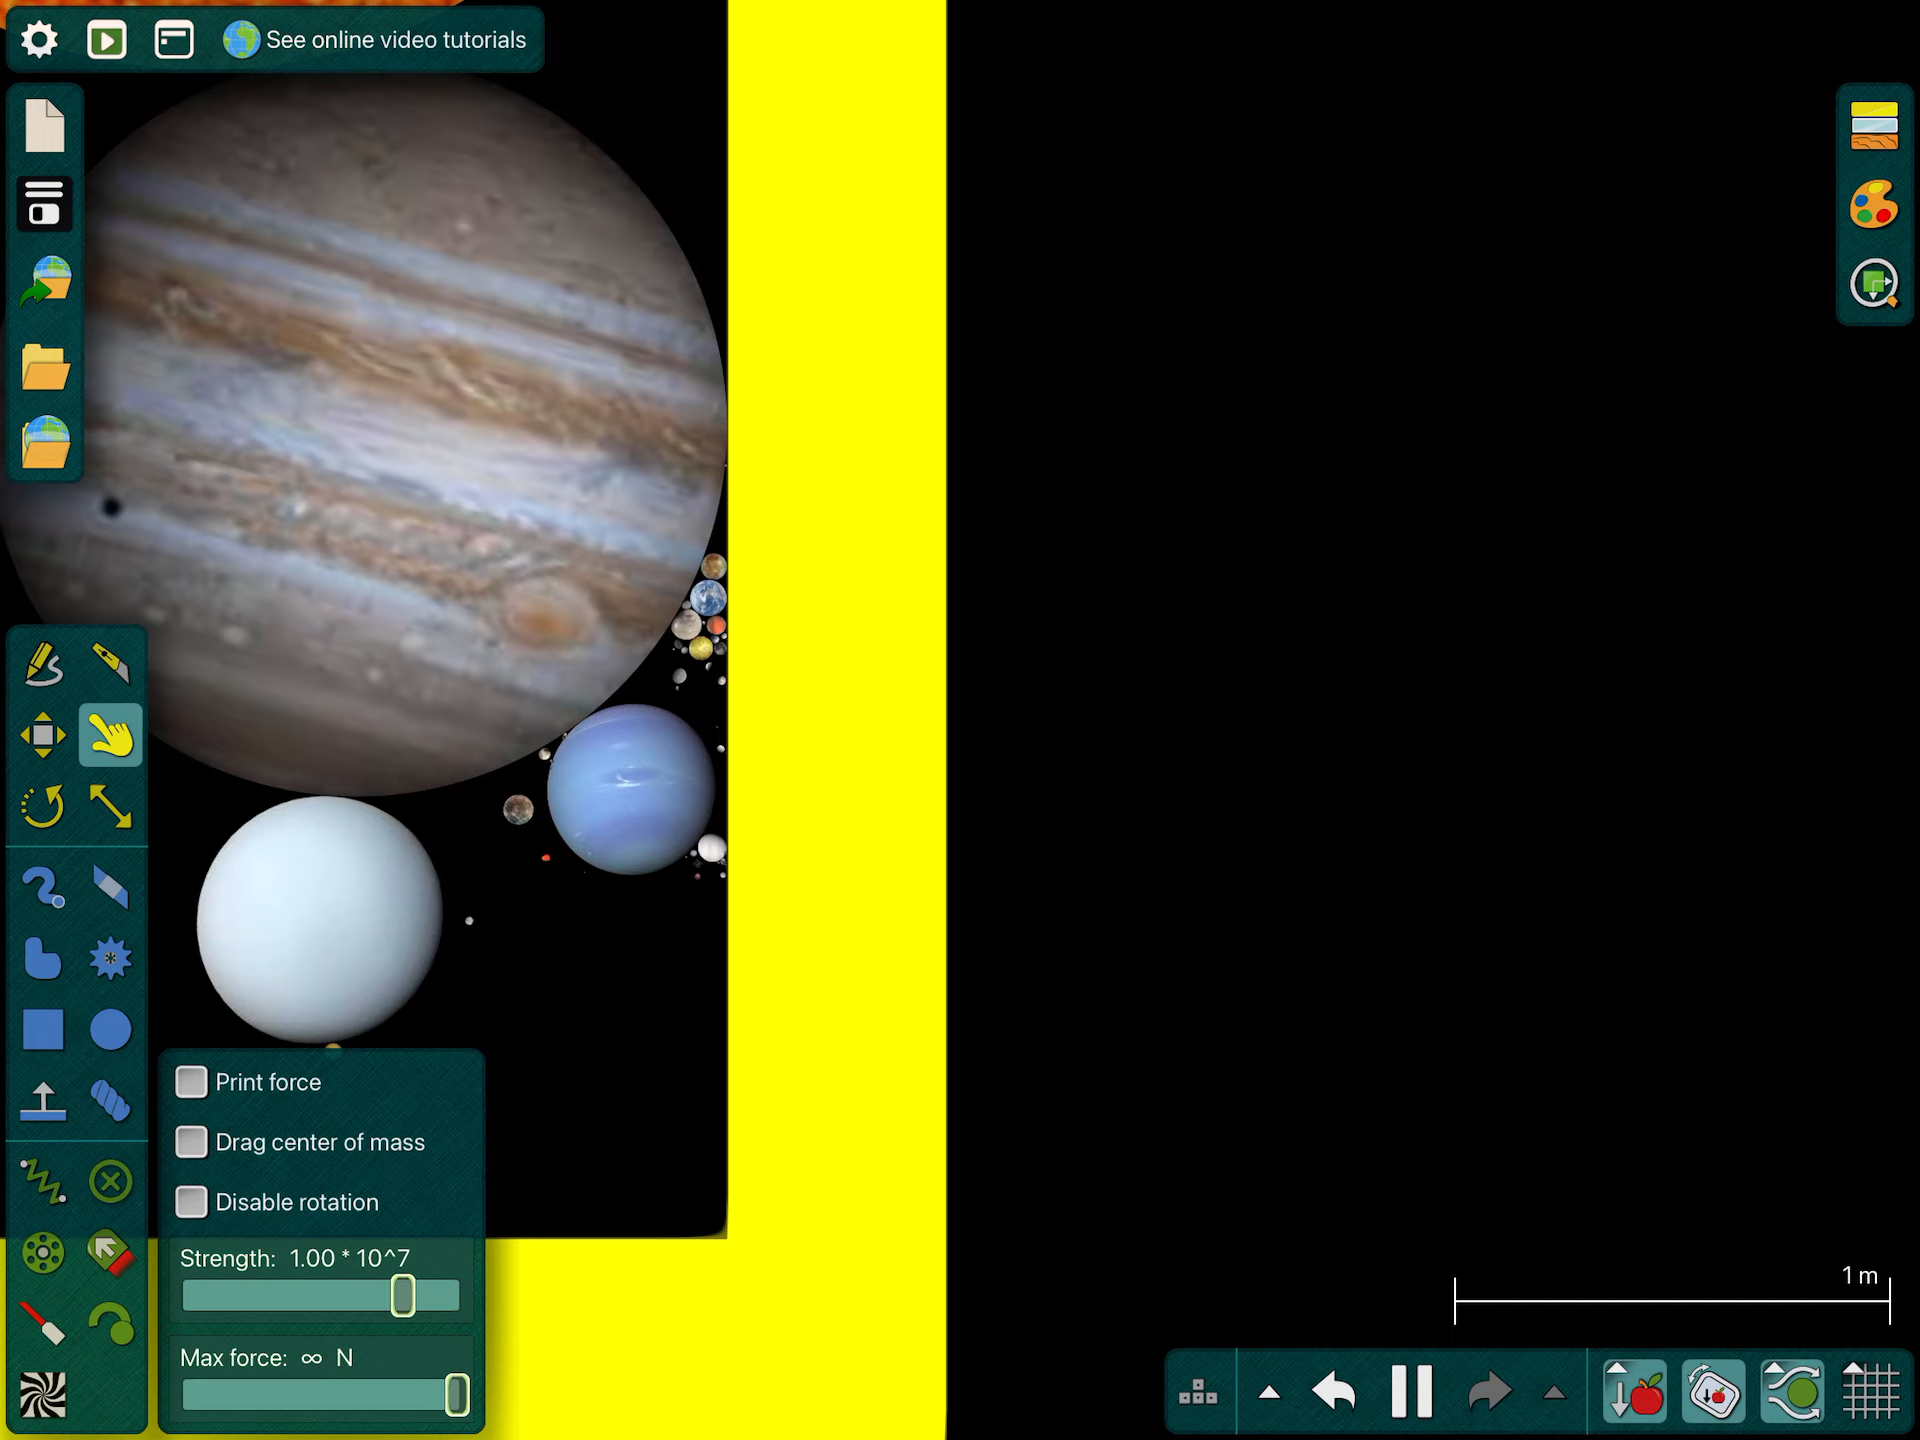 See online video tutorials
Print force
Drag center of mass
Disable rotation
Strength: 1.00 * 10^7
Max force: ∞ N
1 m